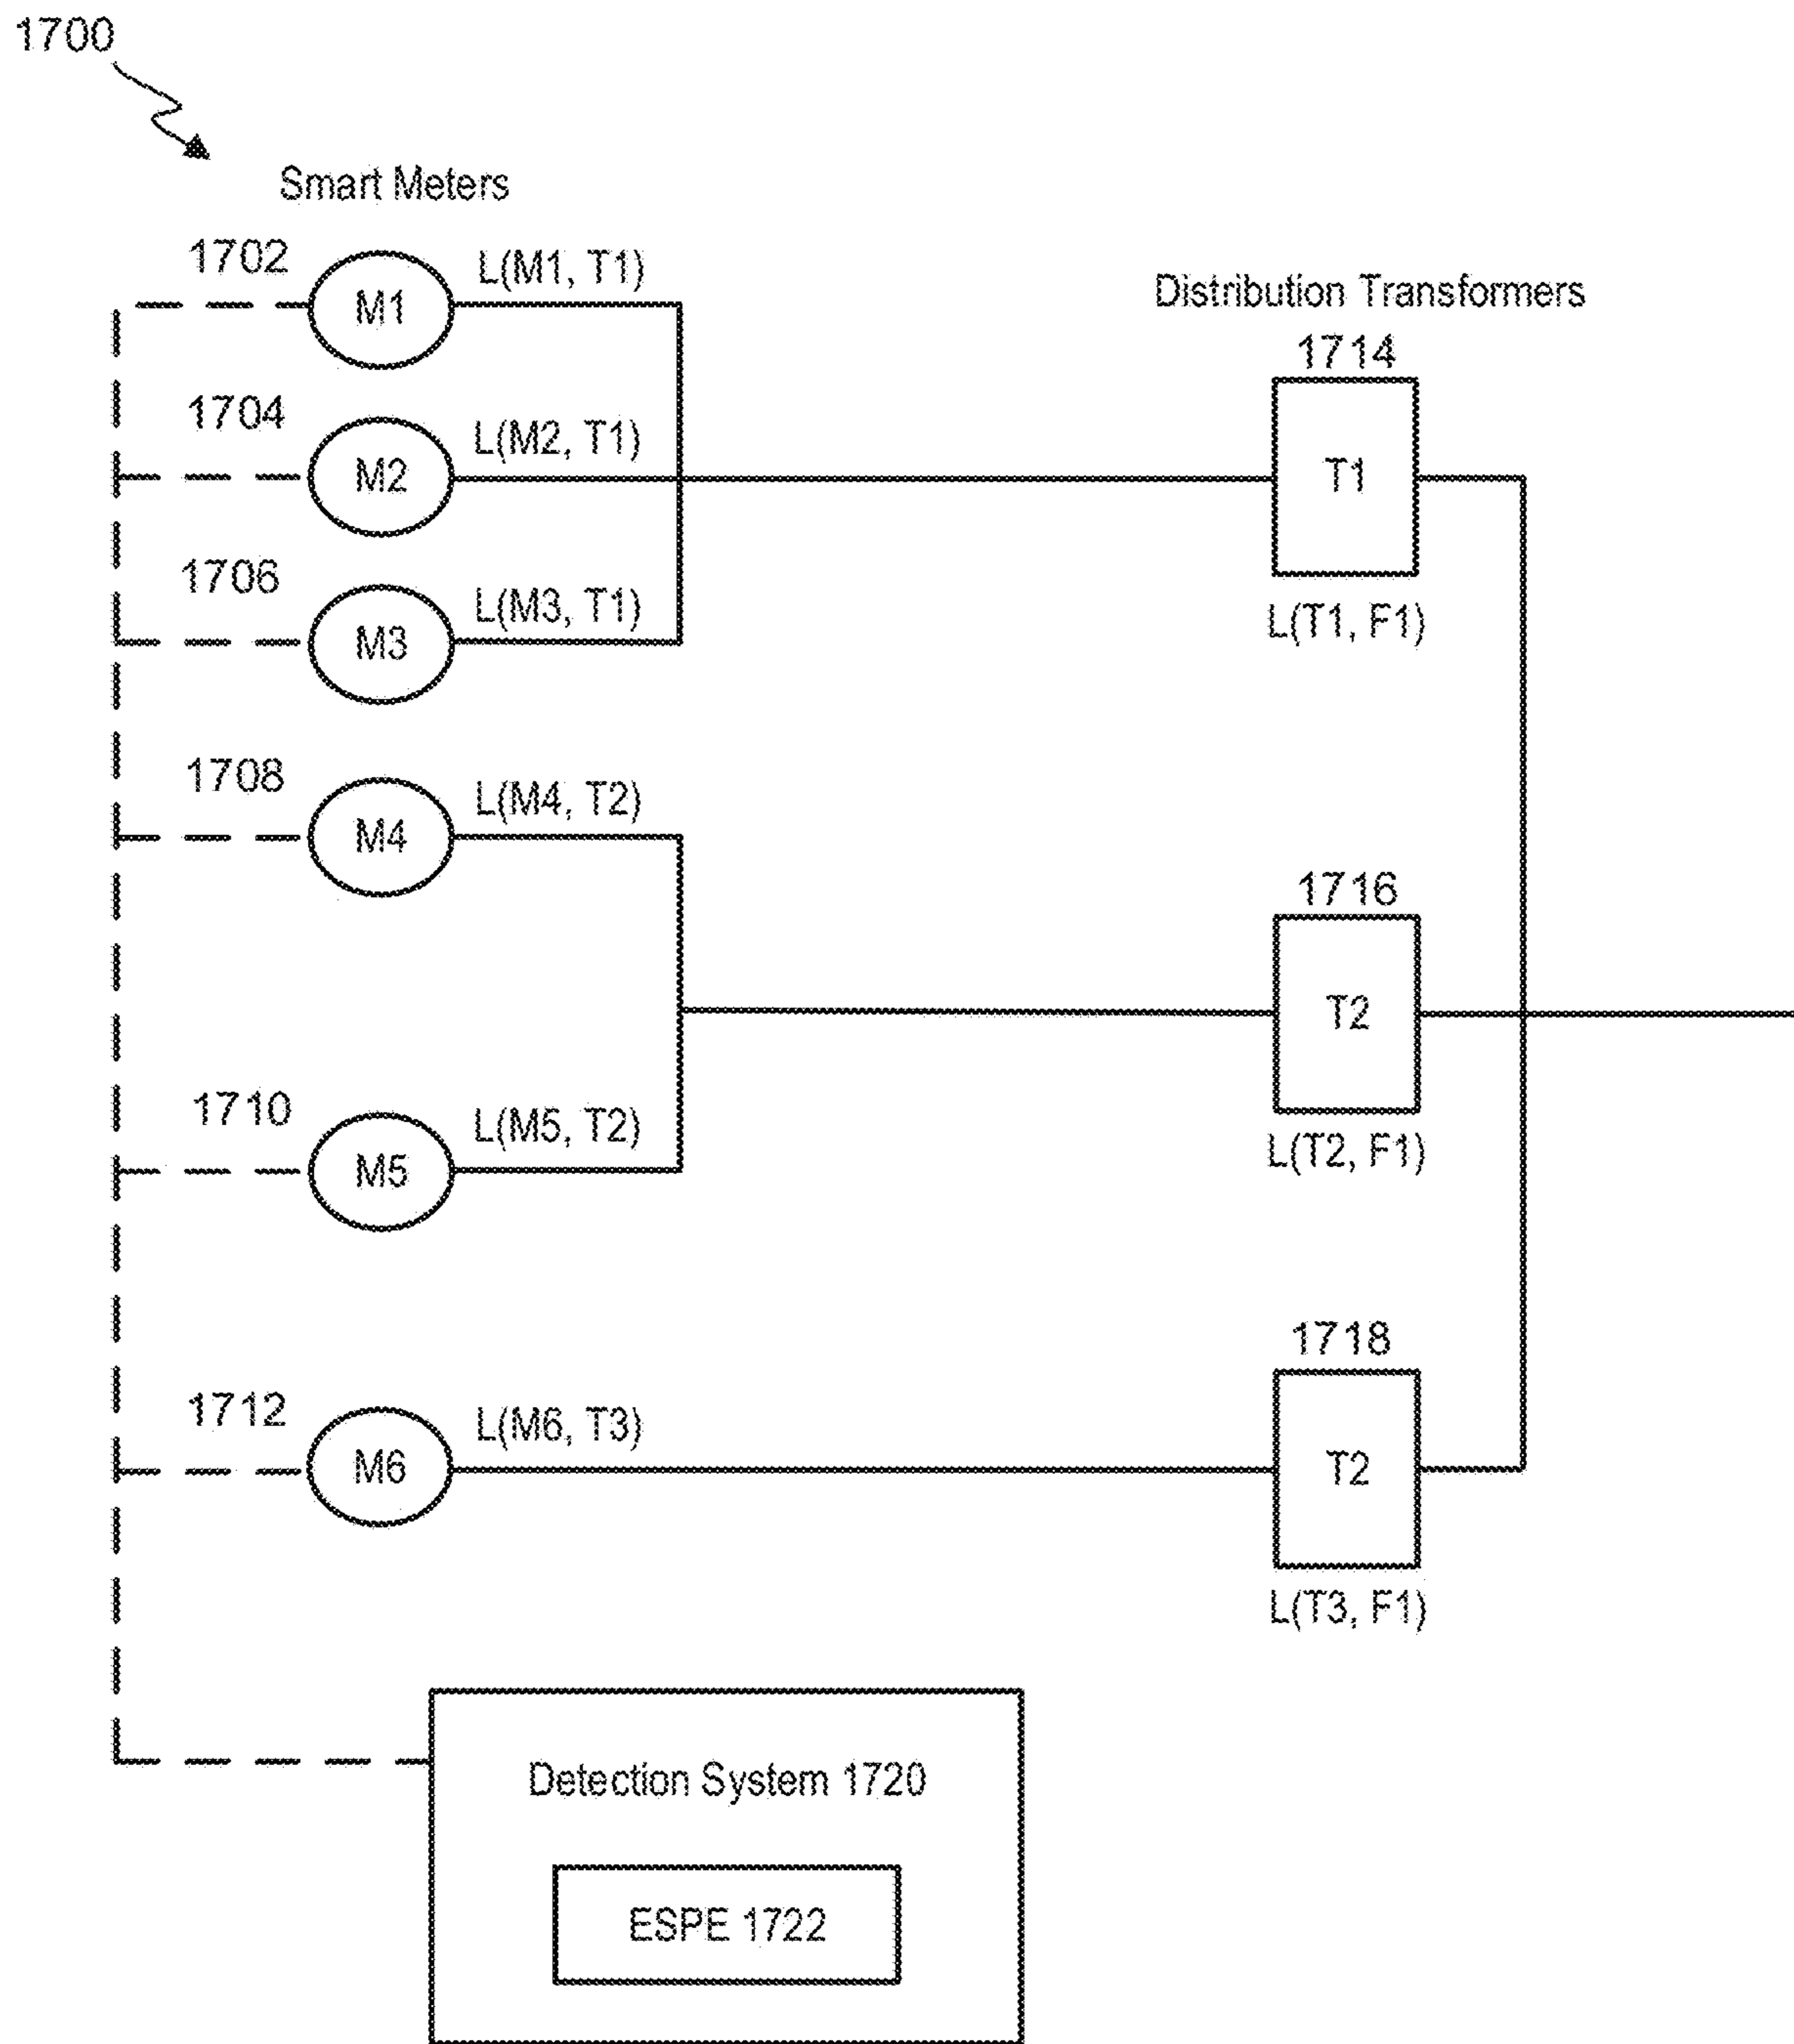 1700
Smart Meters
1702
M1
L(M1, T1)
Distribution Transformers
1714
T1
L(T1, F1)
1704
M2
L(M2, T1)
1706
M3
L(M3, T1)
1708
M4
L(M4, T2)
1716
T2
L(T2, F1)
1710
M5
L(M5, T2)
1718
T2
L(T3, F1)
1712
M6
L(M6, T3)
Detection System 1720
ESPE 1722